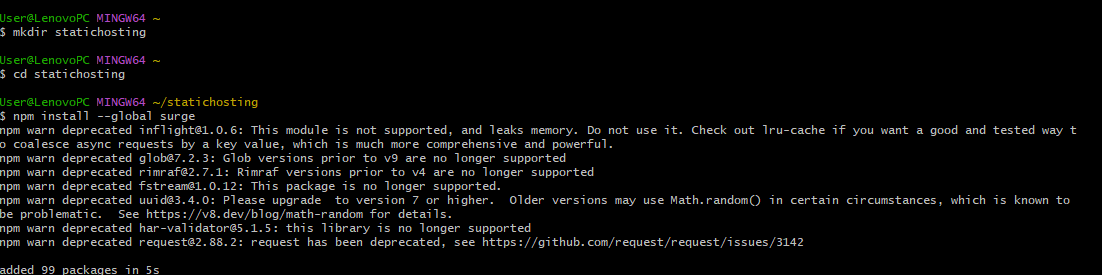 User@LenovoPC MINGW64 ~
$ mkdir statichosting
User@LenovoPC MINGW64 ~
$ cd statichosting
User@LenovoPC MINGW64 ~/statichosting
$ npm install --global surge
npm warn deprecated inflight@1.0.6: This module is not supported, and leaks memory. Do not use it. Check out lru-cache if you want a good and tested way t
o coalesce async requests by a key value, which is much more comprehensive and powerful.
npm warn deprecated glob@7.2.3: Glob versions prior to v9 are no longer supported
npm warn deprecated rimraf@2.7.1: Rimraf versions prior to v4 are no longer supported
npm warn deprecated fstream@1.0.12: This package is no longer supported.
npm warn deprecated uuid@3.4.0: Please upgrade  to version 7 or higher.  Older versions may use Math.random() in certain circumstances, which is known to
be problematic.  See https://v8.dev/blog/math-random for details.
npm warn deprecated har-validator@5.1.5: this library is no longer supported
npm warn deprecated request@2.88.2: request has been deprecated, see https://github.com/request/request/issues/3142
added 99 packages in 5s